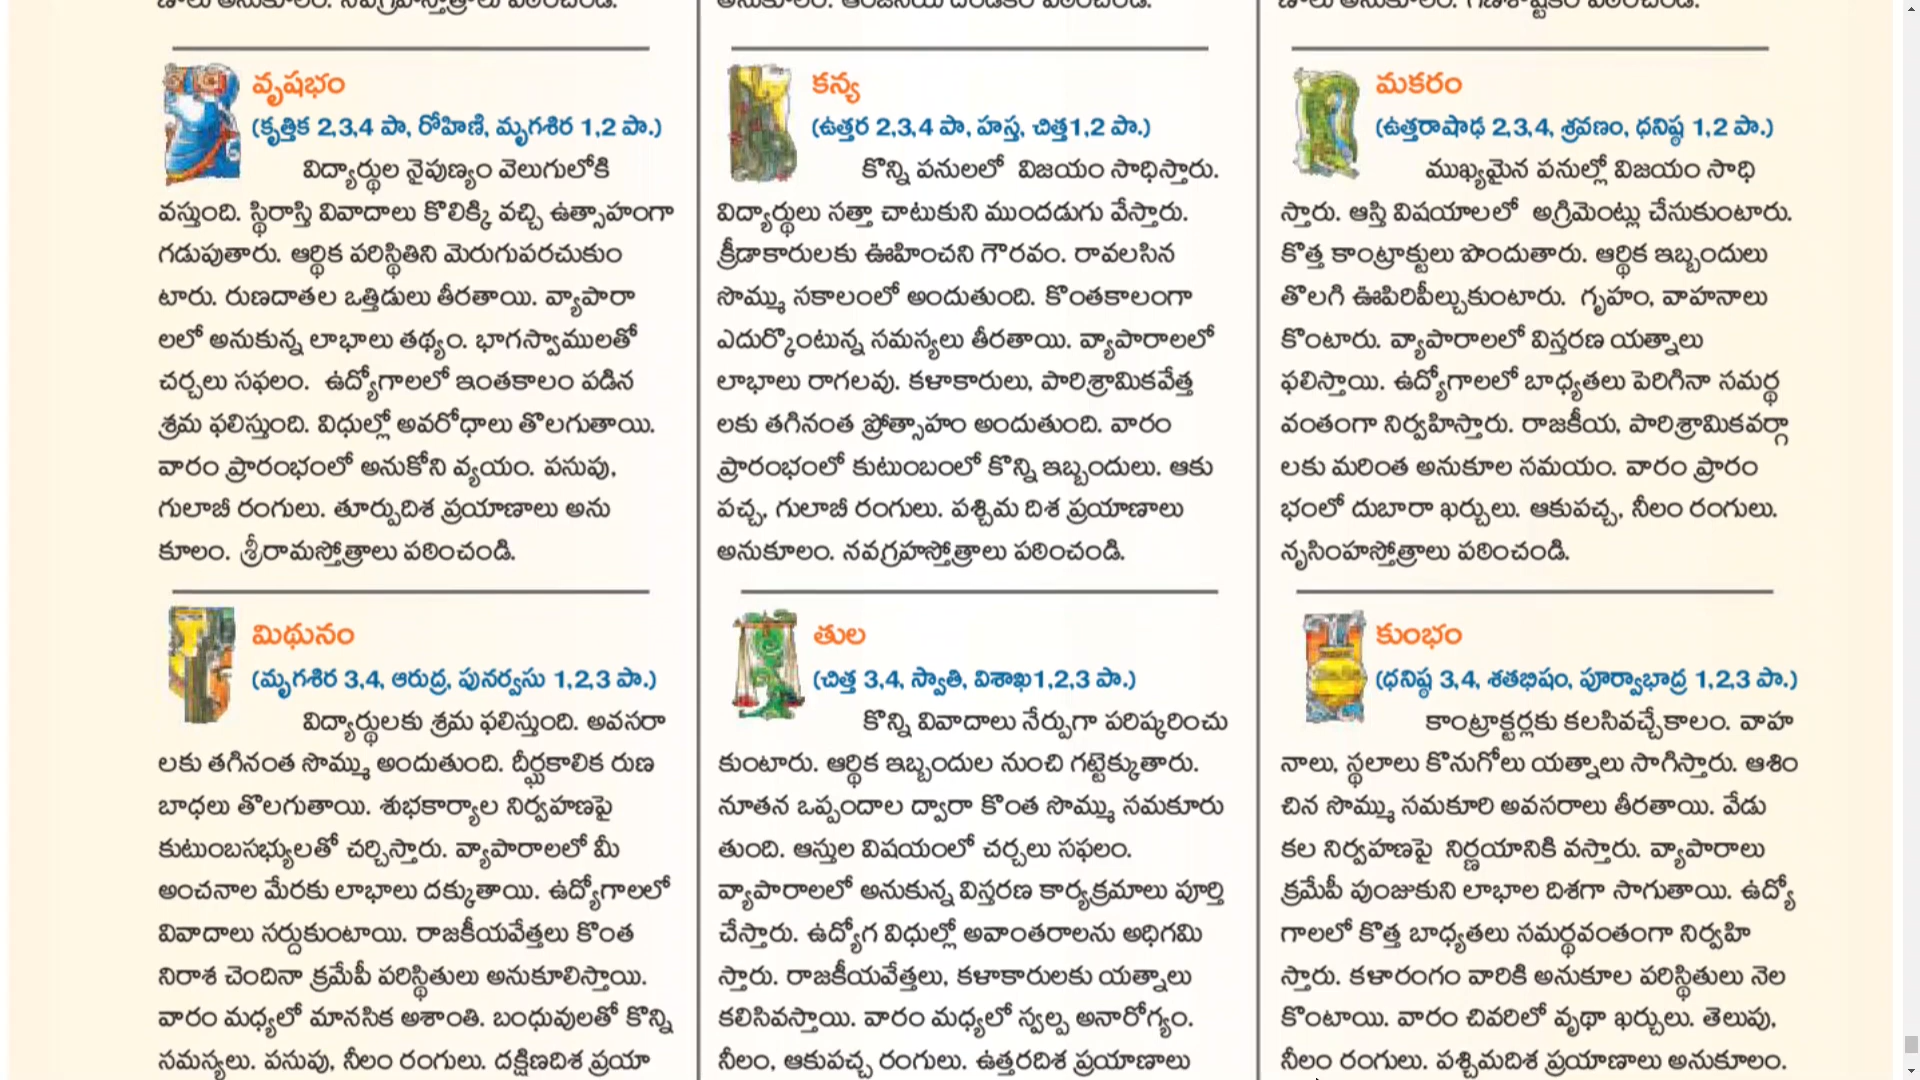 ణాలు అనుకూలం. నవగ్రహస్తోత్రాలు పఠించండి.
వృషభం
(కృత్తిక 2,3,4 పా, రోహిణి, మృగశిర 1,2 పా.)
విద్యార్థుల నైపుణ్యం వెలుగులోకి
వస్తుంది. స్థిరాస్తి వివాదాలు కొలిక్కి వచ్చి ఉత్సాహంగా
గడుపుతారు. ఆర్థిక పరిస్థితిని మెరుగుపరచుకుం
టారు. రుణదాతల ఒత్తిడులు తీరతాయి. వ్యాపారా
లలో అనుకున్న లాభాలు తథ్యం. భాగస్వాములతో
చర్చలు సఫలం. ఉద్యోగాలలో ఇంతకాలం పడిన
శ్రమ ఫలిస్తుంది. విధుల్లో అవరోధాలు తొలగుతాయి.
వారం ప్రారంభంలో అనుకోని వ్యయం. పసుపు,
గులాబీ రంగులు. తూర్పుదిశ ప్రయాణాలు అను
కూలం. శ్రీరామస్తోత్రాలు పఠించండి.
మిథునం
(మృగశిర 3,4, ఆరుద్ర, పునర్వసు 1,2,3 పా.)
విద్యార్థులకు శ్రమ ఫలిస్తుంది. అవసరా
లకు తగినంత సొమ్ము అందుతుంది. దీర్ఘకాలిక రుణ
బాధలు తొలగుతాయి. శుభకార్యాల నిర్వహణపై
కుటుంబసభ్యులతో చర్చిస్తారు. వ్యాపారాలలో మీ
అంచనాల మేరకు లాభాలు దక్కుతాయి. ఉద్యోగాలలో
వివాదాలు సర్దుకుంటాయి. రాజకీయవేత్తలు కొంత
నిరాశ చెందినా క్రమేపీ పరిస్థితులు అనుకూలిస్తాయి.
వారం మధ్యలో మానసిక అశాంతి. బంధువులతో కొన్ని
సమస్యలు. పసుపు, నీలం రంగులు. దక్షిణదిశ ప్రయా
అనుకూలం. ఆంజనేయ దండకం పఠించండి.
కన్య
(ఉత్తర 2,3,4 పా, హస్త, చిత్త1,2 పా.)
కొన్ని పనులలో విజయం సాధిస్తారు.
విద్యార్థులు సత్తా చాటుకుని ముందడుగు వేస్తారు.
క్రీడాకారులకు ఊహించని గౌరవం. రావలసిన
సొమ్ము సకాలంలో అందుతుంది. కొంతకాలంగా
ఎదుర్కొంటున్న సమస్యలు తీరతాయి. వ్యాపారాలలో
లాభాలు రాగలవు. కళాకారులు, పారిశ్రామికవేత్త
లకు తగినంత ప్రోత్సాహం అందుతుంది. వారం
ప్రారంభంలో కుటుంబంలో కొన్ని ఇబ్బందులు. ఆకు
పచ్చ, గులాబీ రంగులు. పశ్చిమ దిశ ప్రయాణాలు
అనుకూలం. నవగ్రహస్తోత్రాలు పఠించండి.
తుల
(చిత్త 3,4, స్వాతి, విశాఖ1,2,3 పా.)
కొన్ని వివాదాలు నేర్పుగా పరిష్కరించు
కుంటారు. ఆర్థిక ఇబ్బందుల నుంచి గట్టెక్కుతారు.
నూతన ఒప్పందాల ద్వారా కొంత సొమ్ము సమకూరు
తుంది. ఆస్తుల విషయంలో చర్చలు సఫలం.
వ్యాపారాలలో అనుకున్న విస్తరణ కార్యక్రమాలు పూర్తి
చేస్తారు. ఉద్యోగ విధుల్లో అవాంతరాలను అధిగమి
స్తారు. రాజకీయవేత్తలు, కళాకారులకు యత్నాలు
కలిసివస్తాయి. వారం మధ్యలో స్వల్ప అనారోగ్యం.
నీలం, ఆకుపచ్చ రంగులు. ఉత్తరదిశ ప్రయాణాలు
ణాలు అనుకూలం. గణేశాష్టకం పఠించండి.
మకరం
(ఉత్తరాషాఢ 2,3,4, శ్రవణం, ధనిష్ఠ 1,2 పా.)
ముఖ్యమైన పనుల్లో విజయం సాధి
స్తారు. ఆస్తి విషయాలలో అగ్రిమెంట్లు చేసుకుంటారు.
కొత్త కాంట్రాక్టులు పొందుతారు. ఆర్థిక ఇబ్బందులు
తొలగి ఊపిరిపీల్చుకుంటారు. గృహం, వాహనాలు
కొంటారు. వ్యాపారాలలో విస్తరణ యత్నాలు
ఫలిస్తాయి. ఉద్యోగాలలో బాధ్యతలు పెరిగినా సమర్థ
వంతంగా నిర్వహిస్తారు. రాజకీయ, పారిశ్రామికవర్గా
లకు మరింత అనుకూల సమయం. వారం ప్రారం
భంలో దుబారా ఖర్చులు. ఆకుపచ్చ, నీలం రంగులు.
నృసింహస్తోత్రాలు పఠించండి.
కుంభం
(ధనిష్ఠ 3,4, శతభిషం, పూర్వాభాద్ర 1,2,3 పా.)
కాంట్రాక్టర్లకు కలసివచ్చేకాలం. వాహ
నాలు, స్థలాలు కొనుగోలు యత్నాలు సాగిస్తారు. ఆశిం
చిన సొమ్ము సమకూరి అవసరాలు తీరతాయి. వేడు
కల నిర్వహణపై నిర్ణయానికి వస్తారు. వ్యాపారాలు
క్రమేపీ పుంజుకుని లాభాల దిశగా సాగుతాయి. ఉద్యో
గాలలో కొత్త బాధ్యతలు సమర్థవంతంగా నిర్వహి
స్తారు. కళారంగం వారికి అనుకూల పరిస్థితులు నెల
కొంటాయి. వారం చివరిలో వృథా ఖర్చులు. తెలుపు,
నీలం రంగులు. పశ్చిమదిశ ప్రయాణాలు అనుకూలం.